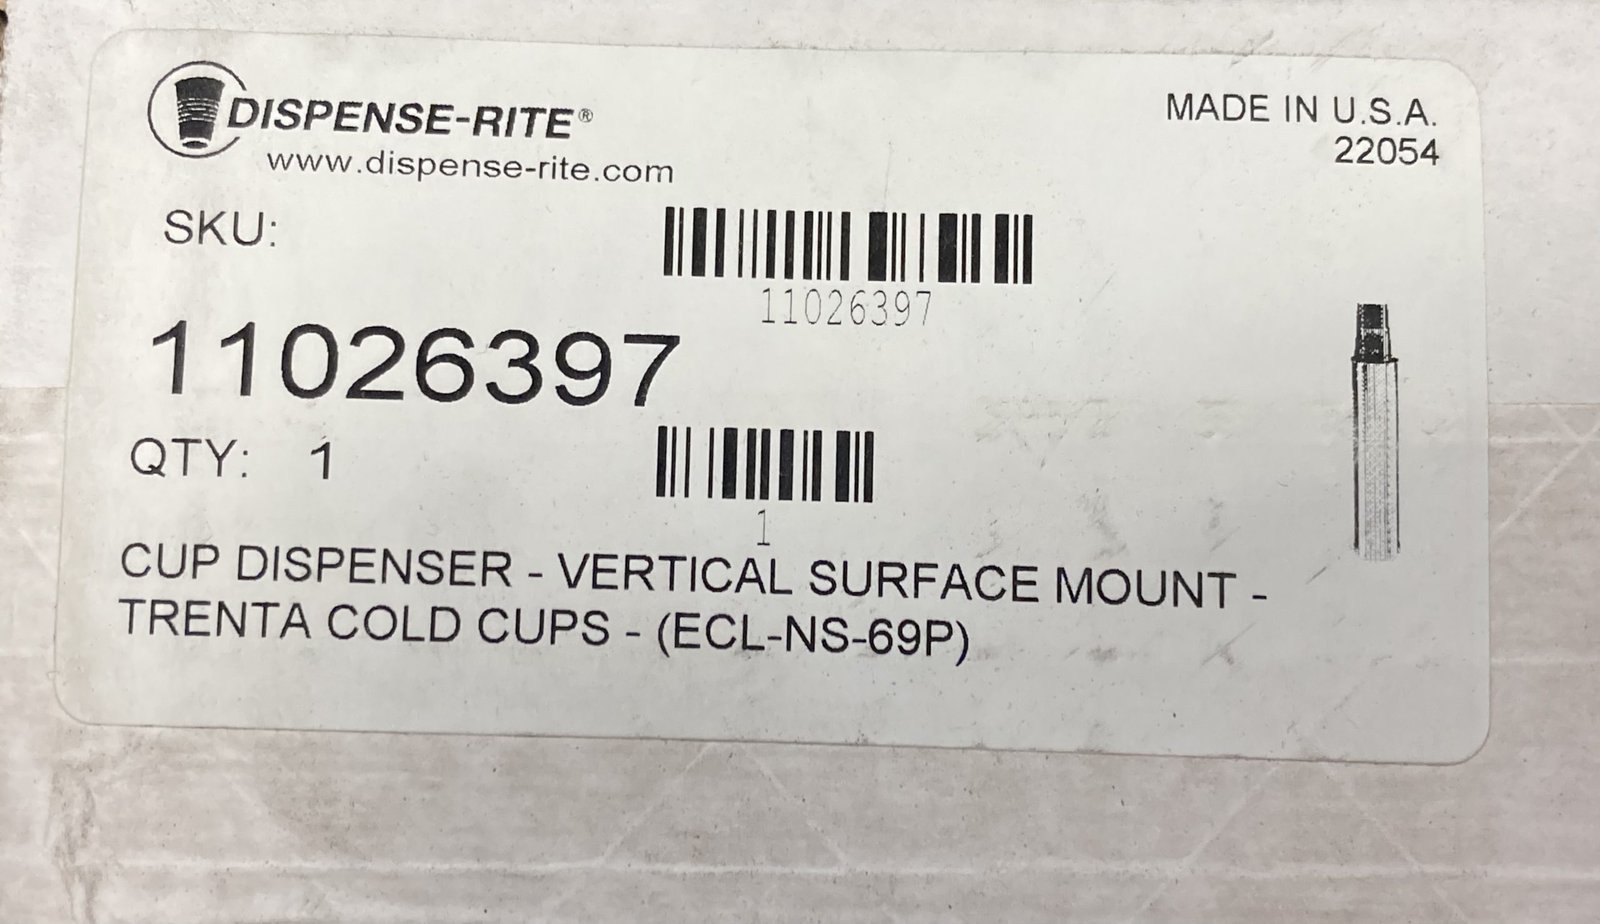 DISPENSE-RITE®
www.dispense-rite.com
MADE IN U.S.A.
22054
SKU:
11026397
11026397
QTY: 1
1
CUP DISPENSER - VERTICAL SURFACE MOUNT -
TRENTA COLD CUPS - (ECL-NS-69P)